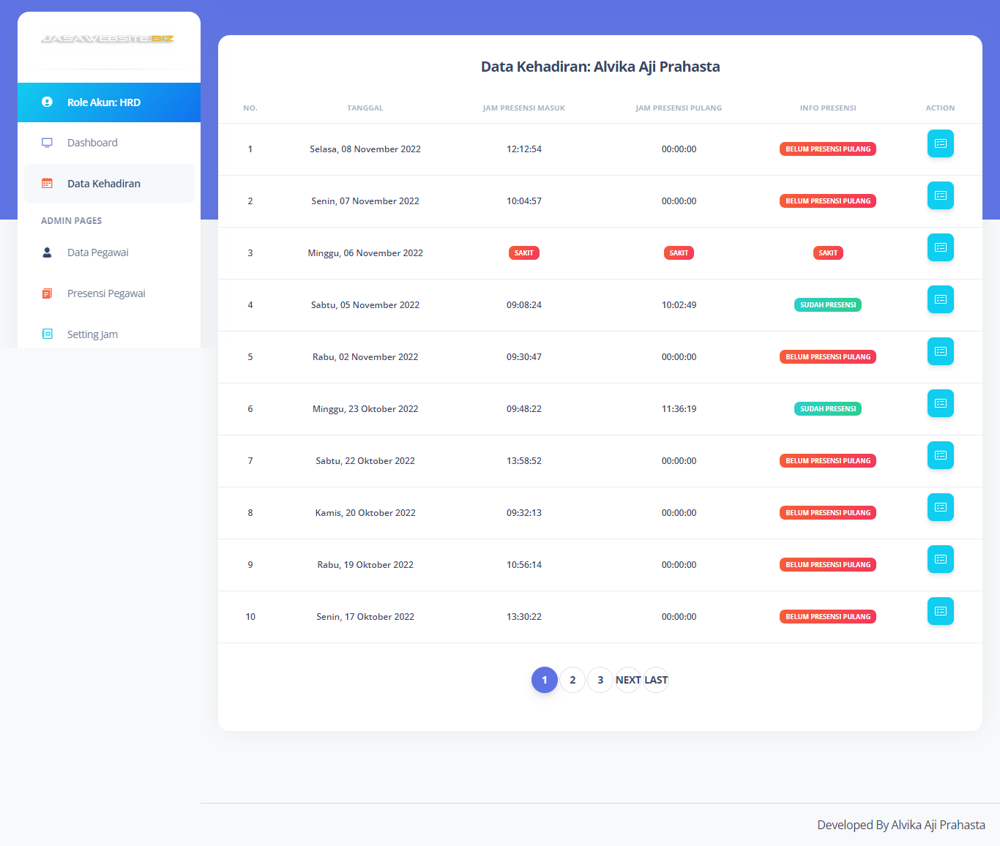 JASAWEBSITE.BIZ
Role Akun: HRD
Dashboard
Data Kehadiran
ADMIN PAGES
Data Pegawai
Presensi Pegawai
Setting Jam
Data Kehadiran: Alvika Aji Prahasta
NO. TANGGAL JAM PRESENSI MASUK JAM PRESENSI PULANG INFO PRESENSI ACTION
1 Selasa, 08 November 2022 12:12:54 00:00:00 BELUM PRESENSI PULANG
2 Senin, 07 November 2022 10:04:57 00:00:00 BELUM PRESENSI PULANG
3 Minggu, 06 November 2022 SAKIT SAKIT SAKIT
4 Sabtu, 05 November 2022 09:08:24 10:02:49 SUDAH PRESENSI
5 Rabu, 02 November 2022 09:30:47 00:00:00 BELUM PRESENSI PULANG
6 Minggu, 23 Oktober 2022 09:48:22 11:36:19 SUDAH PRESENSI
7 Sabtu, 22 Oktober 2022 13:58:52 00:00:00 BELUM PRESENSI PULANG
8 Kamis, 20 Oktober 2022 09:32:13 00:00:00 BELUM PRESENSI PULANG
9 Rabu, 19 Oktober 2022 10:56:14 00:00:00 BELUM PRESENSI PULANG
10 Senin, 17 Oktober 2022 13:30:22 00:00:00 BELUM PRESENSI PULANG
1 2 3 NEXT LAST
Developed By Alvika Aji Prahasta